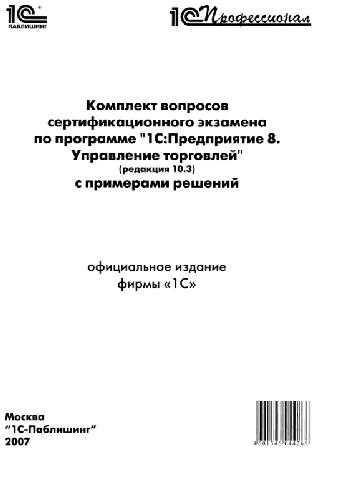 1С®
ПАБЛИШИНГ
1С Профессионал
Комплект вопросов
сертификационного экзамена
по программе "1С:Предприятие 8.
Управление торговлей"
(редакция 10.3)
с примерами решений
официальное издание
фирмы «1С»
Москва
"1С-Паблишинг"
2007